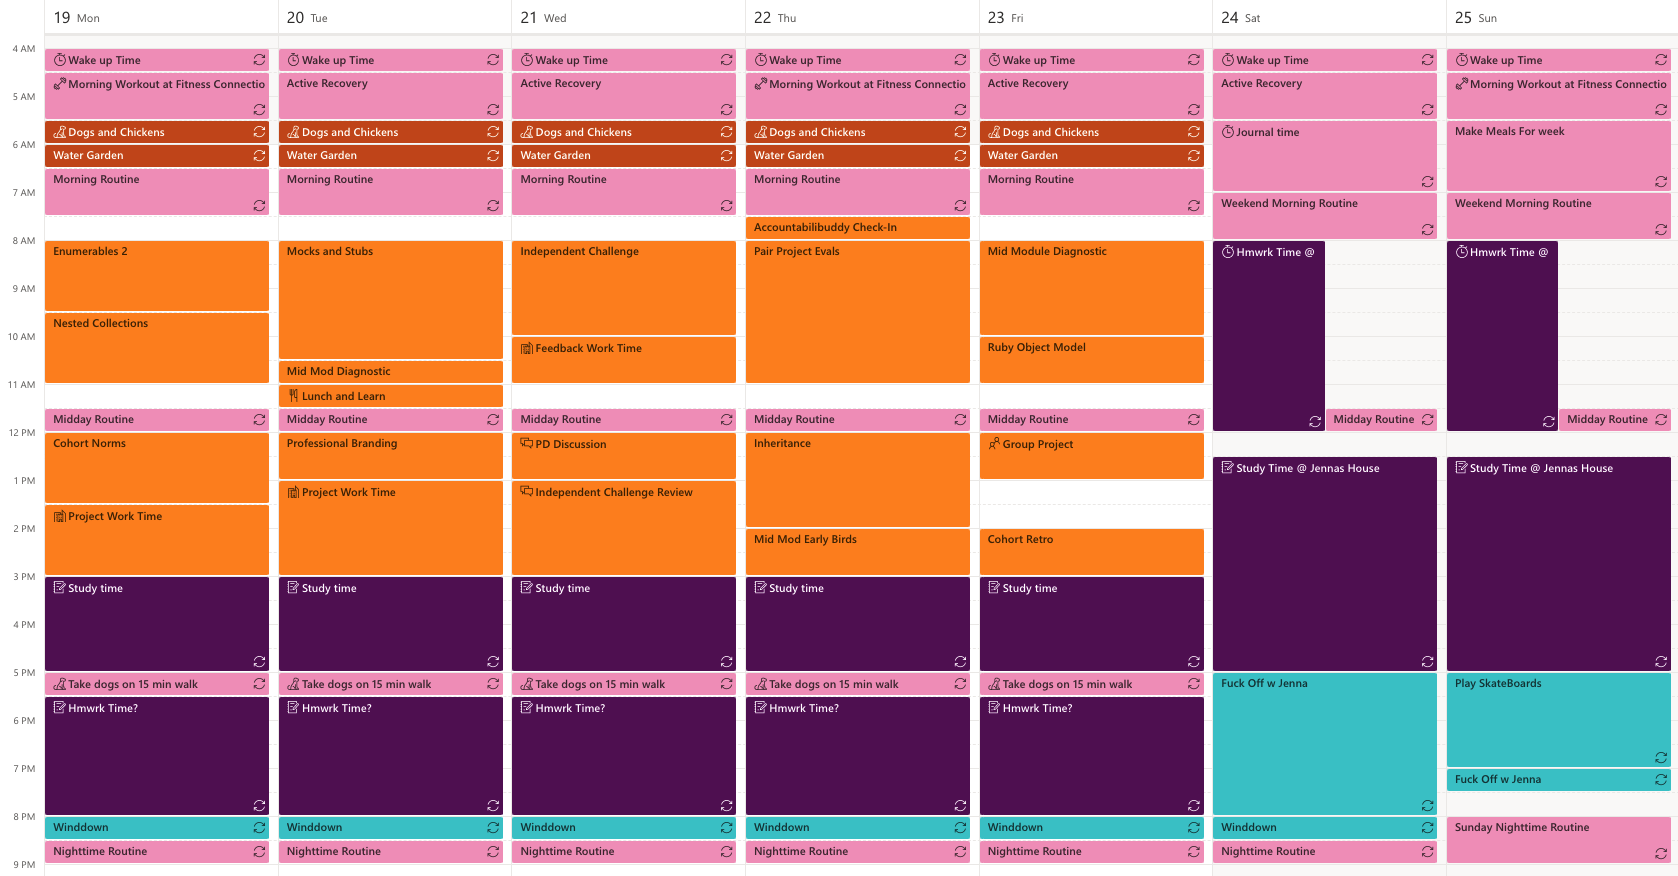 19 Mon
20 Tue
21 Wed
22 Thu
23 Fri
24 Sat
25 Sun
4 AM
5 AM
6 AM
7 AM
8 AM
9 AM
10 AM
11 AM
12 PM
1 PM
2 PM
3 PM
4 PM
5 PM
6 PM
7 PM
8 PM
9 PM
Wake up Time
Morning Workout at Fitness Connectio
Dogs and Chickens
Water Garden
Morning Routine
Enumerables 2
Nested Collections
Midday Routine
Cohort Norms
Project Work Time
Study time
Take dogs on 15 min walk
Hmwrk Time?
Winddown
Nighttime Routine
Wake up Time
Active Recovery
Dogs and Chickens
Water Garden
Morning Routine
Mocks and Stubs
Mid Mod Diagnostic
Lunch and Learn
Midday Routine
Professional Branding
Project Work Time
Study time
Take dogs on 15 min walk
Hmwrk Time?
Winddown
Nighttime Routine
Wake up Time
Active Recovery
Dogs and Chickens
Water Garden
Morning Routine
Independent Challenge
Feedback Work Time
Midday Routine
PD Discussion
Independent Challenge Review
Study time
Take dogs on 15 min walk
Hmwrk Time?
Winddown
Nighttime Routine
Wake up Time
Morning Workout at Fitness Connectio
Dogs and Chickens
Water Garden
Morning Routine
Accountabilibuddy Check-In
Pair Project Evals
Midday Routine
Inheritance
Mid Mod Early Birds
Study time
Take dogs on 15 min walk
Hmwrk Time?
Winddown
Nighttime Routine
Wake up Time
Active Recovery
Dogs and Chickens
Water Garden
Morning Routine
Mid Module Diagnostic
Ruby Object Model
Midday Routine
Group Project
Cohort Retro
Study time
Take dogs on 15 min walk
Hmwrk Time?
Winddown
Nighttime Routine
Wake up Time
Active Recovery
Journal time
Weekend Morning Routine
Hmwrk Time @
Midday Routine
Study Time @ Jennas House
Fuck Off w Jenna
Winddown
Nighttime Routine
Wake up Time
Morning Workout at Fitness Connectio
Make Meals For week
Weekend Morning Routine
Hmwrk Time @
Midday Routine
Study Time @ Jennas House
Play SkateBoards
Fuck Off w Jenna
Sunday Nighttime Routine